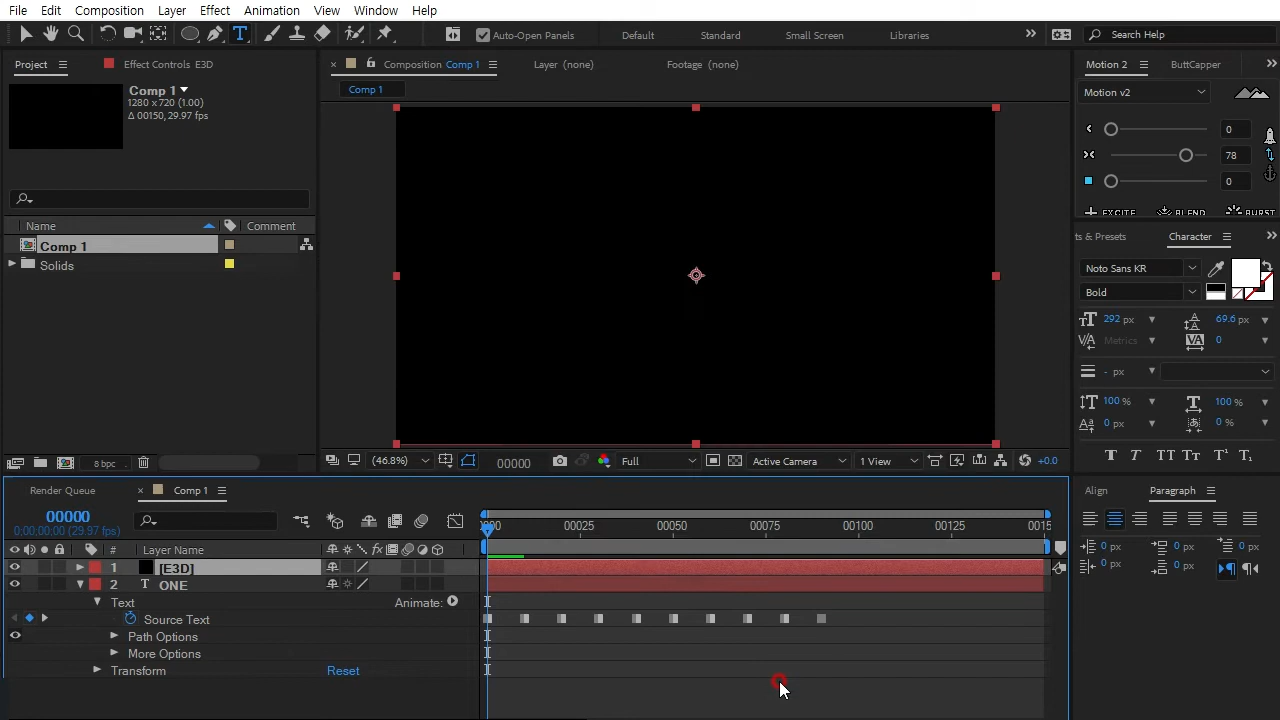 File Edit Composition Layer Effect Animation View Window Help
Auto-Open Panels Default Standard Small Screen Libraries Search Help
Project Effect Controls E3D Composition Comp 1 Layer (none) Footage (none) Motion 2 ButtCapper
Comp 1
1280 x 720 (1.00)
Δ 00150, 29.97 fps
Comp 1
Motion v2
0
78
0
EXCITE BLEND BURST
Name Comment
Comp 1
Solids
ts & Presets Character
Noto Sans KR
Bold
292 px 69.6 px
Metrics 0
- px
100 % 100 %
0 px 0 %
8 bpc
(46.8%) 00000 Full Active Camera 1 View +0.0
Render Queue Comp 1
Align Paragraph
00000
0;00;00;00 (29.97 fps)
00025 00050 00075 00100 00125 0015
# Layer Name
1 [E3D]
2 T ONE
Text Animate:
Source Text
Path Options
More Options
Transform Reset
0 px 0 px 0 px
0 px 0 px